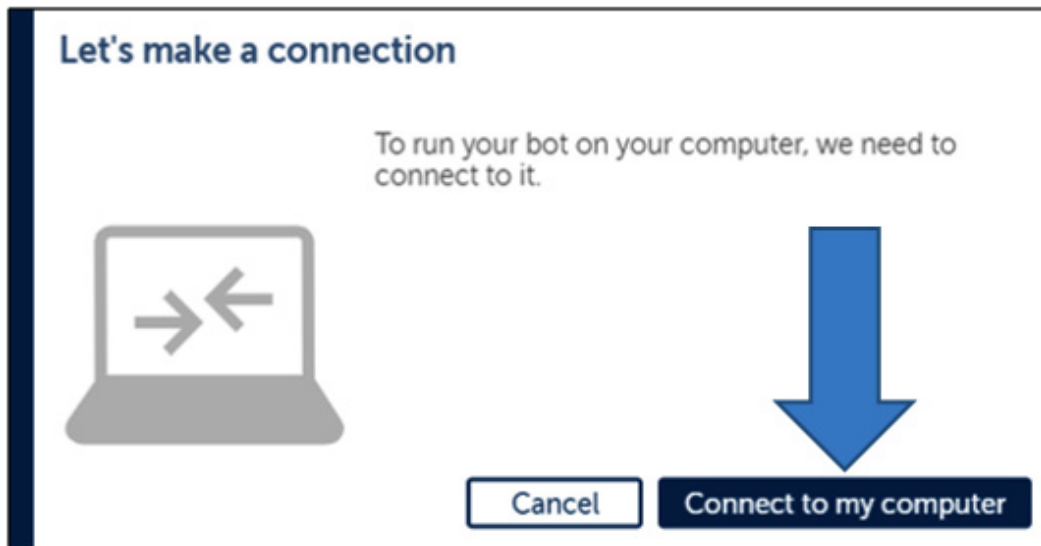 Let's make a connection
To run your bot on your computer, we need to
connect to it.
Cancel
Connect to my computer